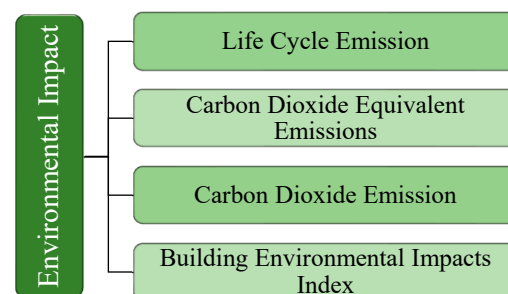 Environmental Impact
Life Cycle Emission
Carbon Dioxide Equivalent
Emissions
Carbon Dioxide Emission
Building Environmental Impacts
Index